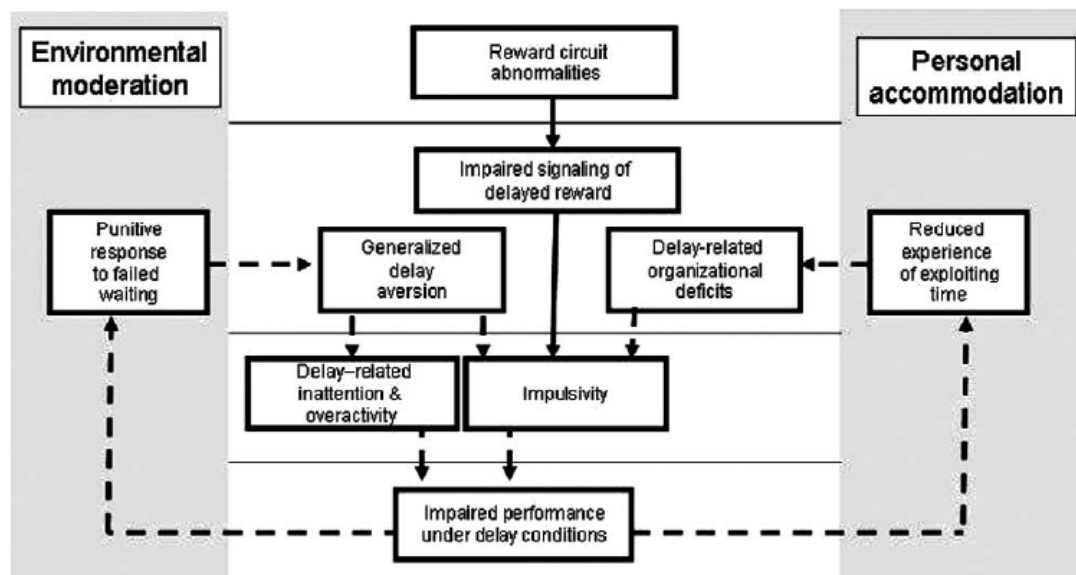 Environmental
moderation
Reward circuit
abnormalities
Personal
accommodation
Impaired signaling of
delayed reward
Punitive
response
to failed
waiting
Generalized
delay
aversion
Delay-related
organizational
deficits
Reduced
experience
of exploiting
time
Delay–related
inattention &
overactivity
Impulsivity
Impaired performance
under delay conditions